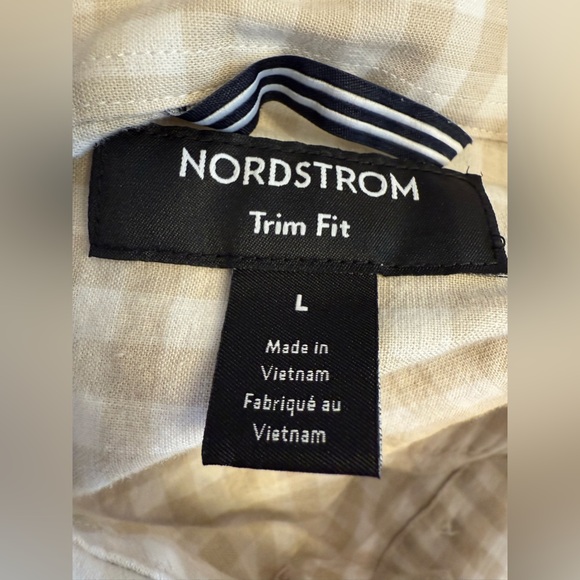 NORDSTROM
Trim Fit
L
Made in
Vietnam
Fabriqué au
Vietnam